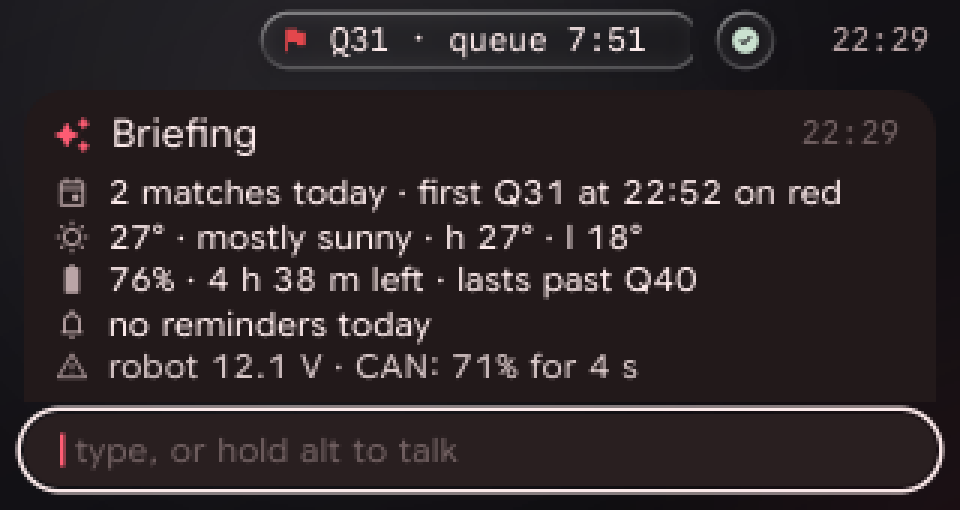 Q31 · queue 7:51
22:29
Briefing
22:29
2 matches today · first Q31 at 22:52 on red
27° · mostly sunny · h 27° · l 18°
76% · 4 h 38 m left · lasts past Q40
no reminders today
robot 12.1 V · CAN: 71% for 4 s
type, or hold alt to talk